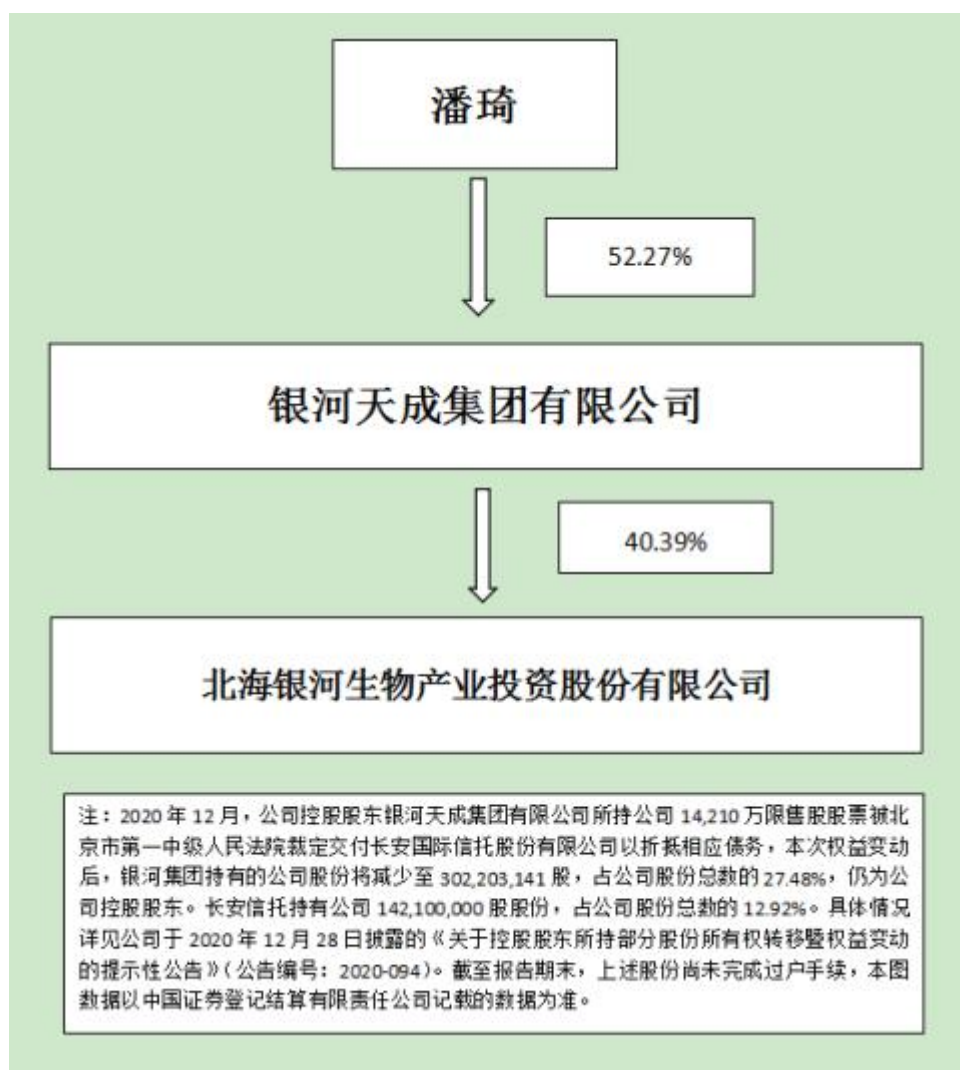 潘琦
52.27%
银河天成集团有限公司
40.39%
北海银河生物产业投资股份有限公司
注：2020 年 12 月，公司控股股东银河天成集团有限公司所持公司 14,210 万限售股股票被北
京市第一中级人民法院裁定交付长安国际信托股份有限公司以折抵相应债务，本次权益变动
后，银河集团持有的公司股份将减少至 302,203,141 股，占公司股份总数的 27.48%，仍为公
司控股股东。长安信托持有公司 142,100,000 股股份，占公司股份总数的 12.92%。具体情况
详见公司于 2020 年 12 月 28 日披露的《关于控股股东所持部分股份所有权转移暨权益变动
的提示性公告》（公告编号：2020-094）。截至报告期末，上述股份尚未完成过户手续，本图
数据以中国证券登记结算有限责任公司记载的数据为准。